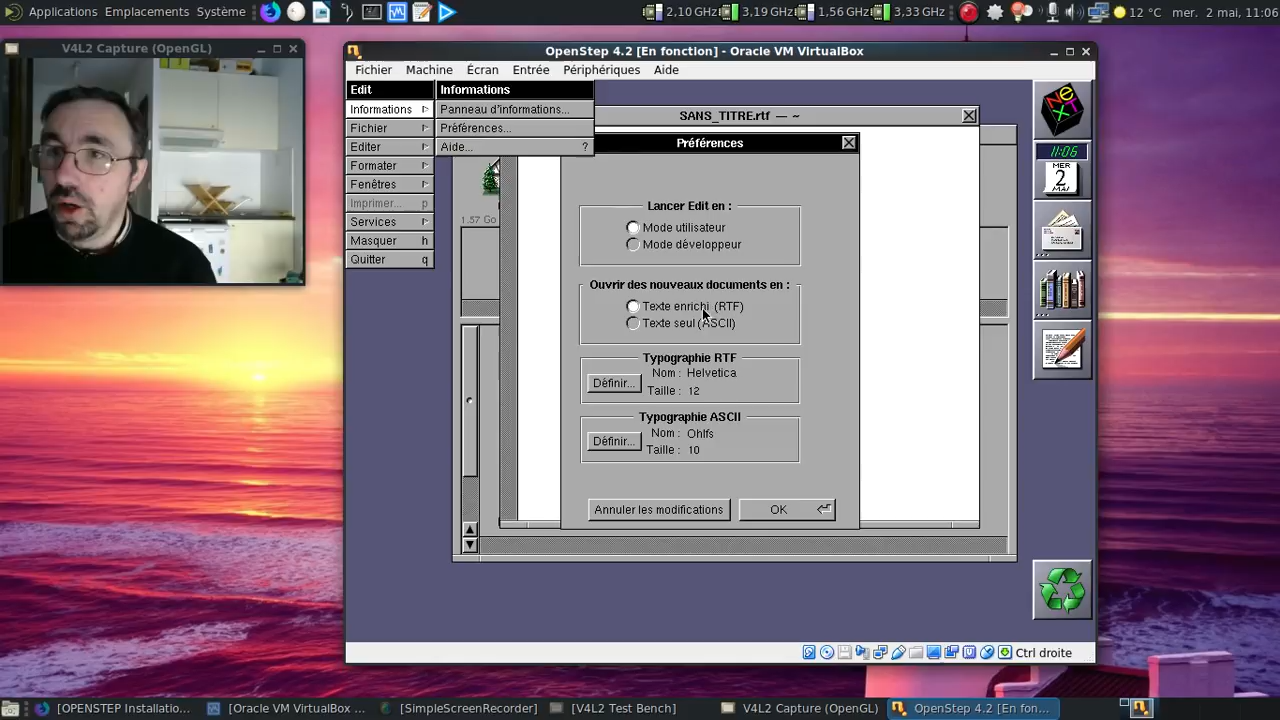 Applications Emplacements Système
2,10 GHz 3,19 GHz 1,56 GHz 3,33 GHz
12 °C mer. 2 mai, 11:06
V4L2 Capture (OpenGL)
OpenStep 4.2 [En fonction] - Oracle VM VirtualBox
Fichier Machine Écran Entrée Périphériques Aide
Edit
Informations
Fichier
Editer
Formater
Fenêtres
Imprimer... p
Services
Masquer h
Quitter q
Informations
Panneau d'informations...
Préférences...
Aide... ?
SANS_TITRE.rtf — ~
1.57 Go
Préférences
Lancer Edit en :
Mode utilisateur
Mode développeur
Ouvrir des nouveaux documents en :
Texte enrichi (RTF)
Texte seul (ASCII)
Typographie RTF
Nom : Helvetica
Définir...
Taille : 12
Typographie ASCII
Nom : Ohlfs
Définir...
Taille : 10
Annuler les modifications OK
NeXT
11:06
MER
2
MAI
Ctrl droite
[OPENSTEP Installatio... [Oracle VM VirtualBox ... [SimpleScreenRecorder] [V4L2 Test Bench] V4L2 Capture (OpenGL) OpenStep 4.2 [En fon...